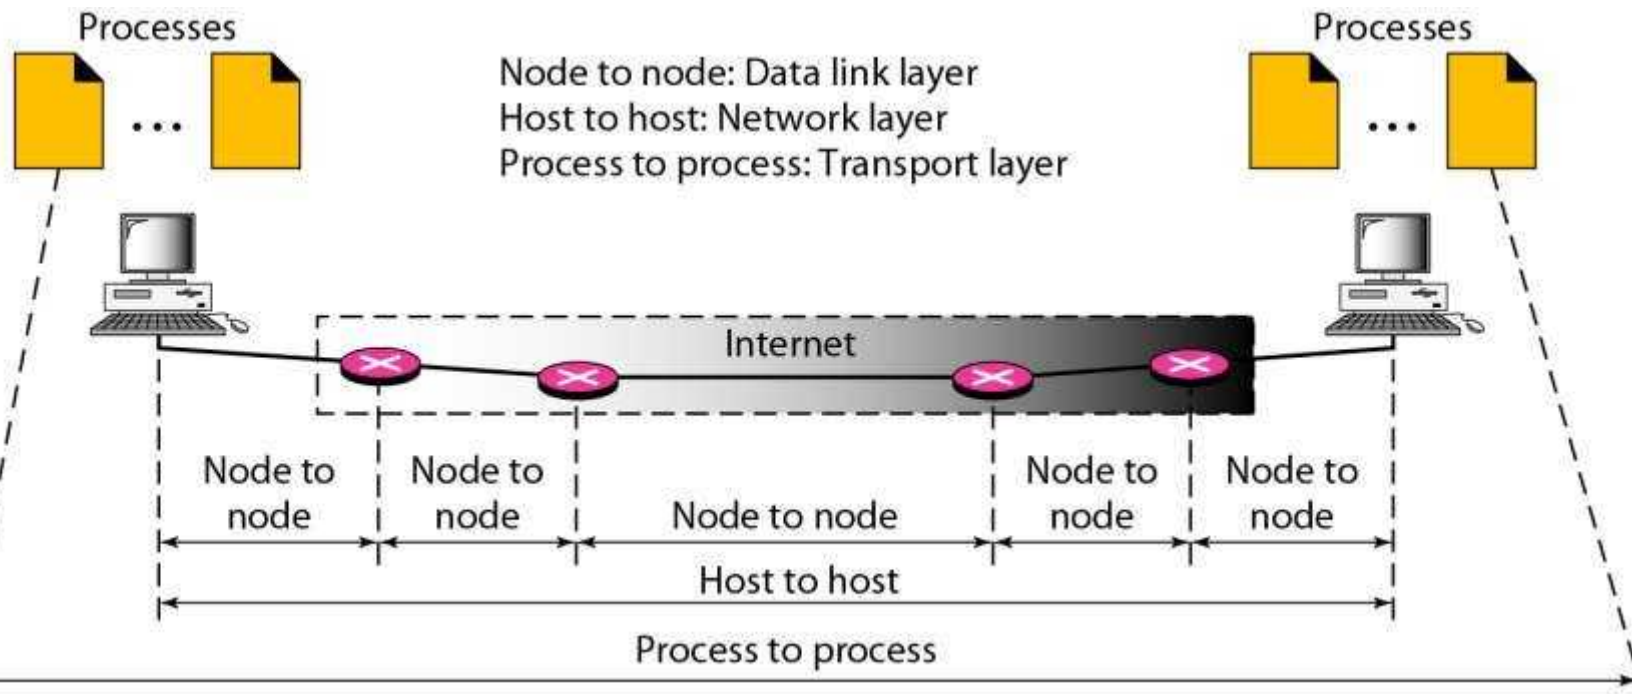 Processes
Processes
Node to node: Data link layer
Host to host: Network layer
Process to process: Transport layer
Internet
Node to
node
Node to
node
Node to node
Node to
node
Node to
node
Host to host
Process to process